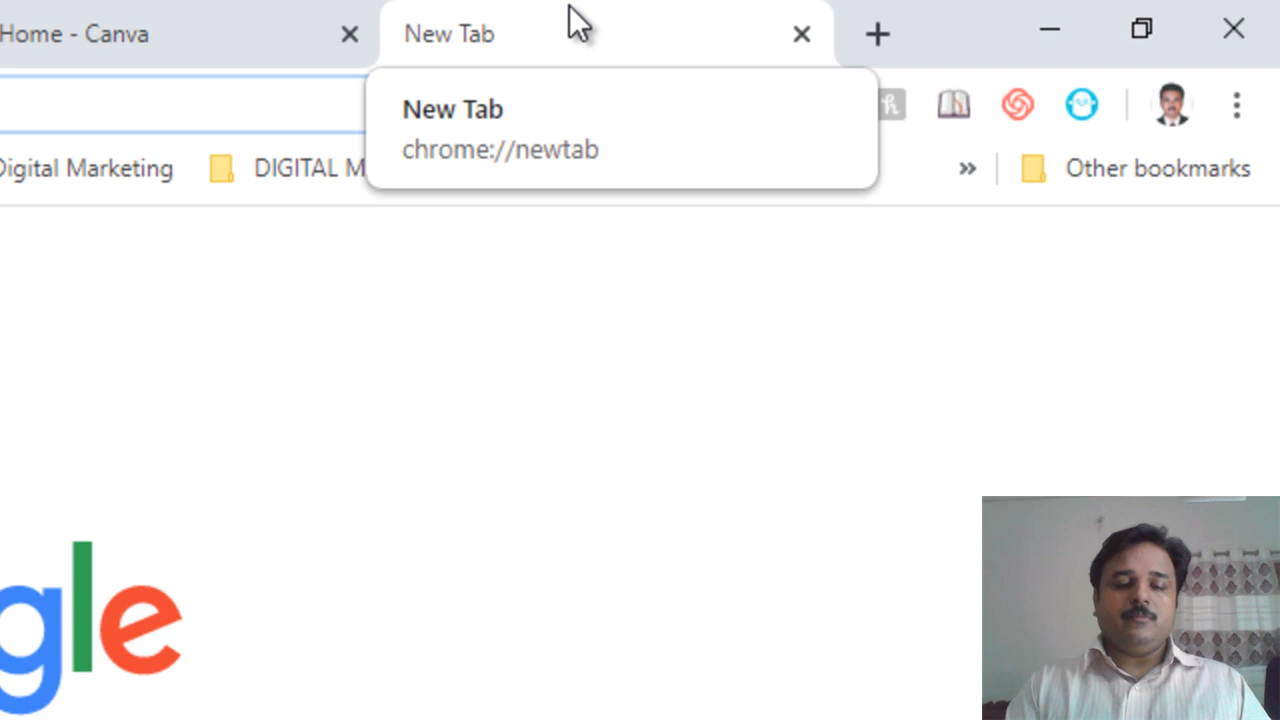 Home - Canva
New Tab
New Tab
chrome://newtab
Digital Marketing
DIGITAL M
Other bookmarks
gle